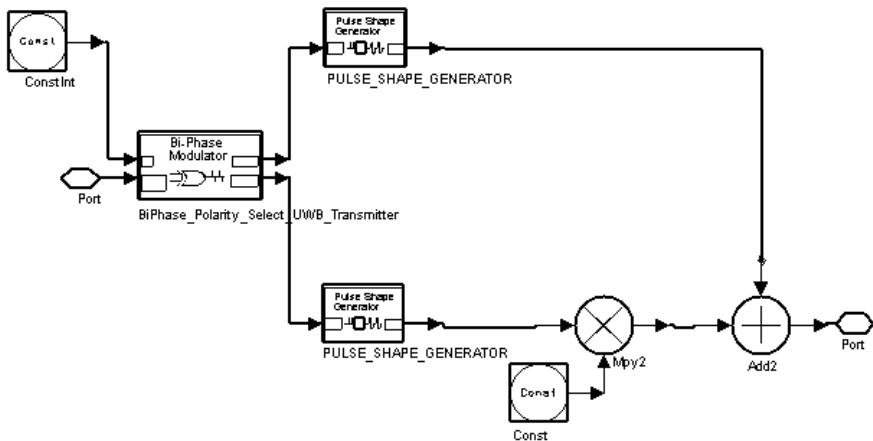 Const
ConstInt
Pulse Shape
Generator
PULSE_SHAPE_GENERATOR
Bi-Phase
Modulator
Port
BiPhase_Polarity_Select_UWB_Transmitter
Pulse Shape
Generator
PULSE_SHAPE_GENERATOR
Mpy2
Add2
Port
Const
Const